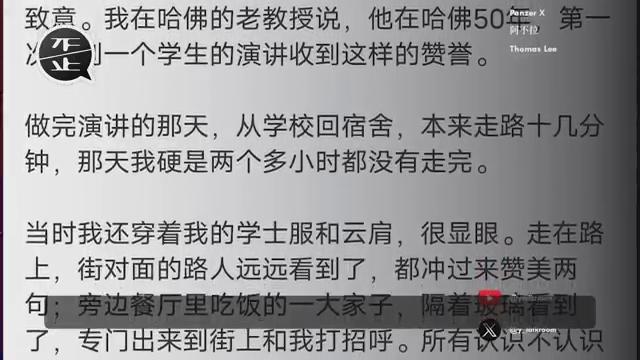 致意。我在哈佛的老教授说，他在哈佛50年，第一
到一个学生的演讲收到这样的赞誉。
做完演讲的那天，从学校回宿舍，本来走路十几分
钟，那天我硬是两个多小时都没有走完。
当时我还穿着我的学士服和云肩，很显眼。走在路
上，街对面的路人远远看到了，都冲过来赞美两
句；旁边餐厅里吃饭的一大家子，隔着玻璃看到
了，专门出来到街上和我打招呼。所有认识不认识
Panzer X
阿不拉
Thomas Lee